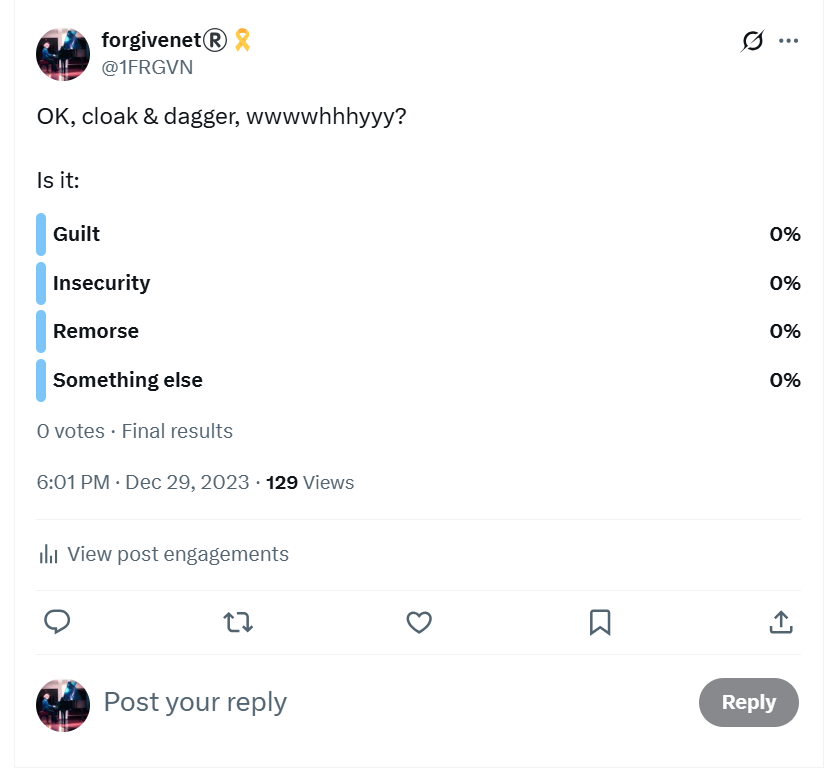 forgivenet®️ 🎗️
@1FRGVN
OK, cloak & dagger, wwwwhhhyyy?
Is it:
Guilt 0%
Insecurity 0%
Remorse 0%
Something else 0%
0 votes · Final results
6:01 PM · Dec 29, 2023 · 129 Views
View post engagements
Post your reply
Reply